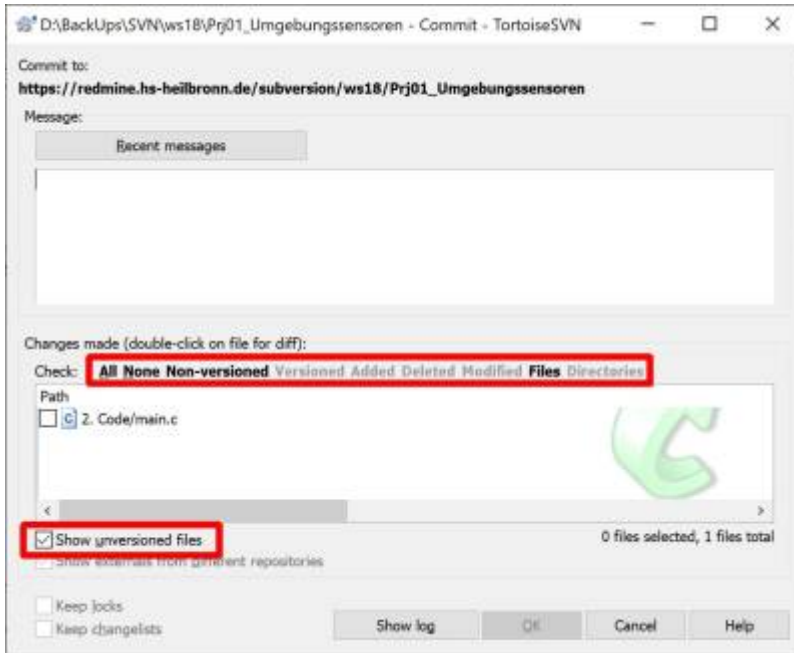 D:\BackUps\SVN\ws18\Prj01_Umgebungssensoren - Commit - TortoiseSVN
Commit to:
https://redmine.hs-heilbronn.de/subversion/ws18/Prj01_Umgebungssensoren
Message:
Recent messages
Changes made (double-click on file for diff):
Check: All None Non-versioned Versioned Added Deleted Modified Files Directories
Path
2. Code/main.c
Show unversioned files
0 files selected, 1 files total
Show externals from different repositories
Keep locks
Keep changelists
Show log OK Cancel Help